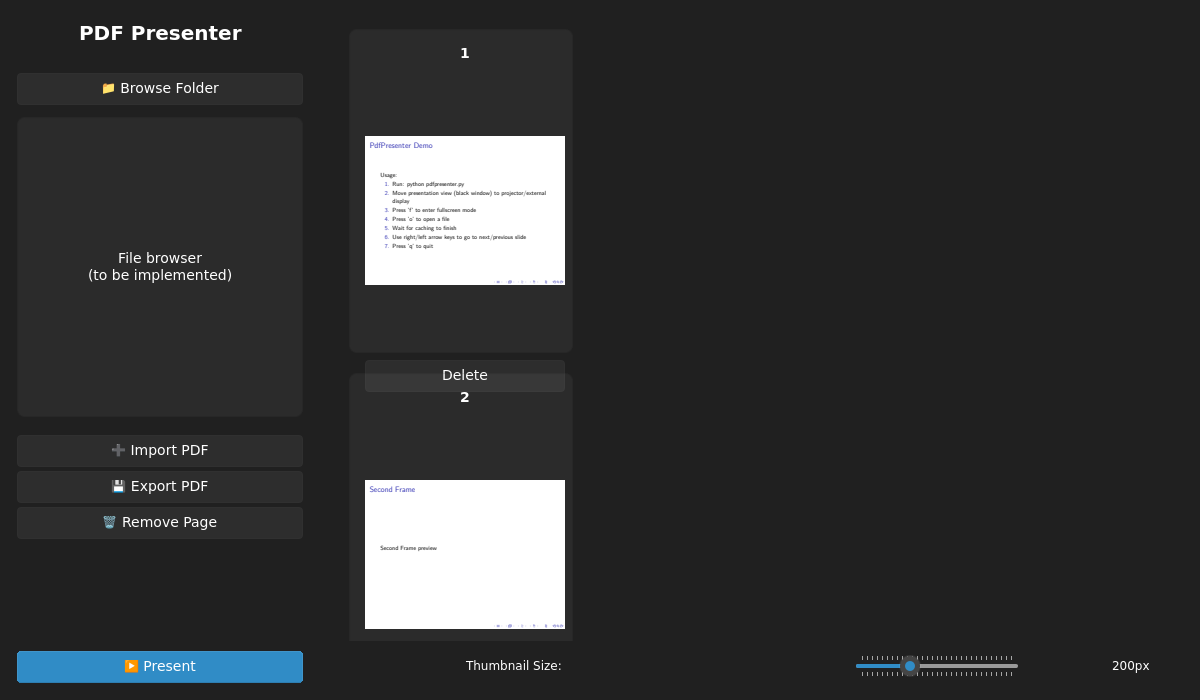 PDF Presenter
📁 Browse Folder
File browser
(to be implemented)
➕ Import PDF
💾 Export PDF
🗑️ Remove Page
▶️ Present
1
PdfPresenter Demo
Usage:
1. Run: python pdfpresenter.py
2. Move presentation view (black window) to projector/external
display
3. Press 'f' to enter fullscreen mode
4. Press 'o' to open a file
5. Wait for caching to finish
6. Use right/left arrow keys to go to next/previous slide
7. Press 'q' to quit
Delete
2
Second Frame
Second Frame preview
Thumbnail Size:
200px